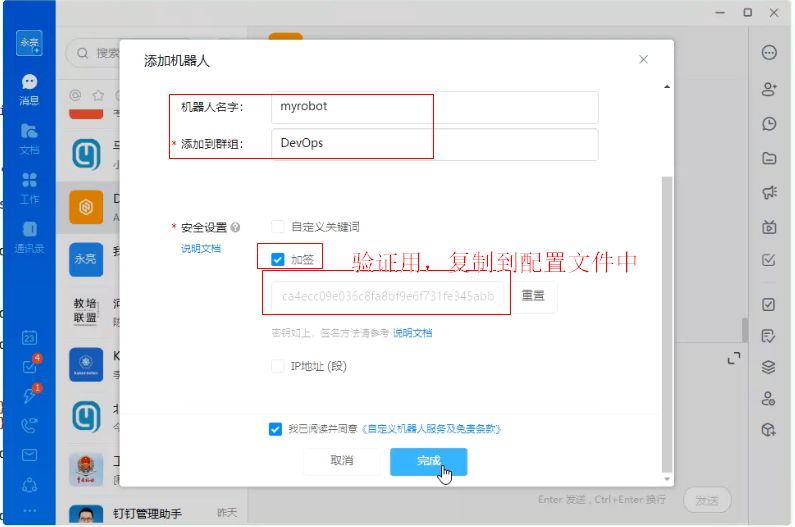 永亮
消息
文档
工作
通讯录
23
4
1
搜索
永亮
教培
联盟
钉钉管理助手
昨天
添加机器人
机器人名字:
myrobot
* 添加到群组:
DevOps
* 安全设置
自定义关键词
说明文档
加签
验证用，复制到配置文件中
ca4ecc09e036c8fa8bf9e6f731fe345abb
重置
密钥如上，签名方法请参考 说明文档
IP地址 (段)
我已阅读并同意《自定义机器人服务及免责条款》
取消
完成
Enter 发送 , Ctrl+Enter 换行
发送